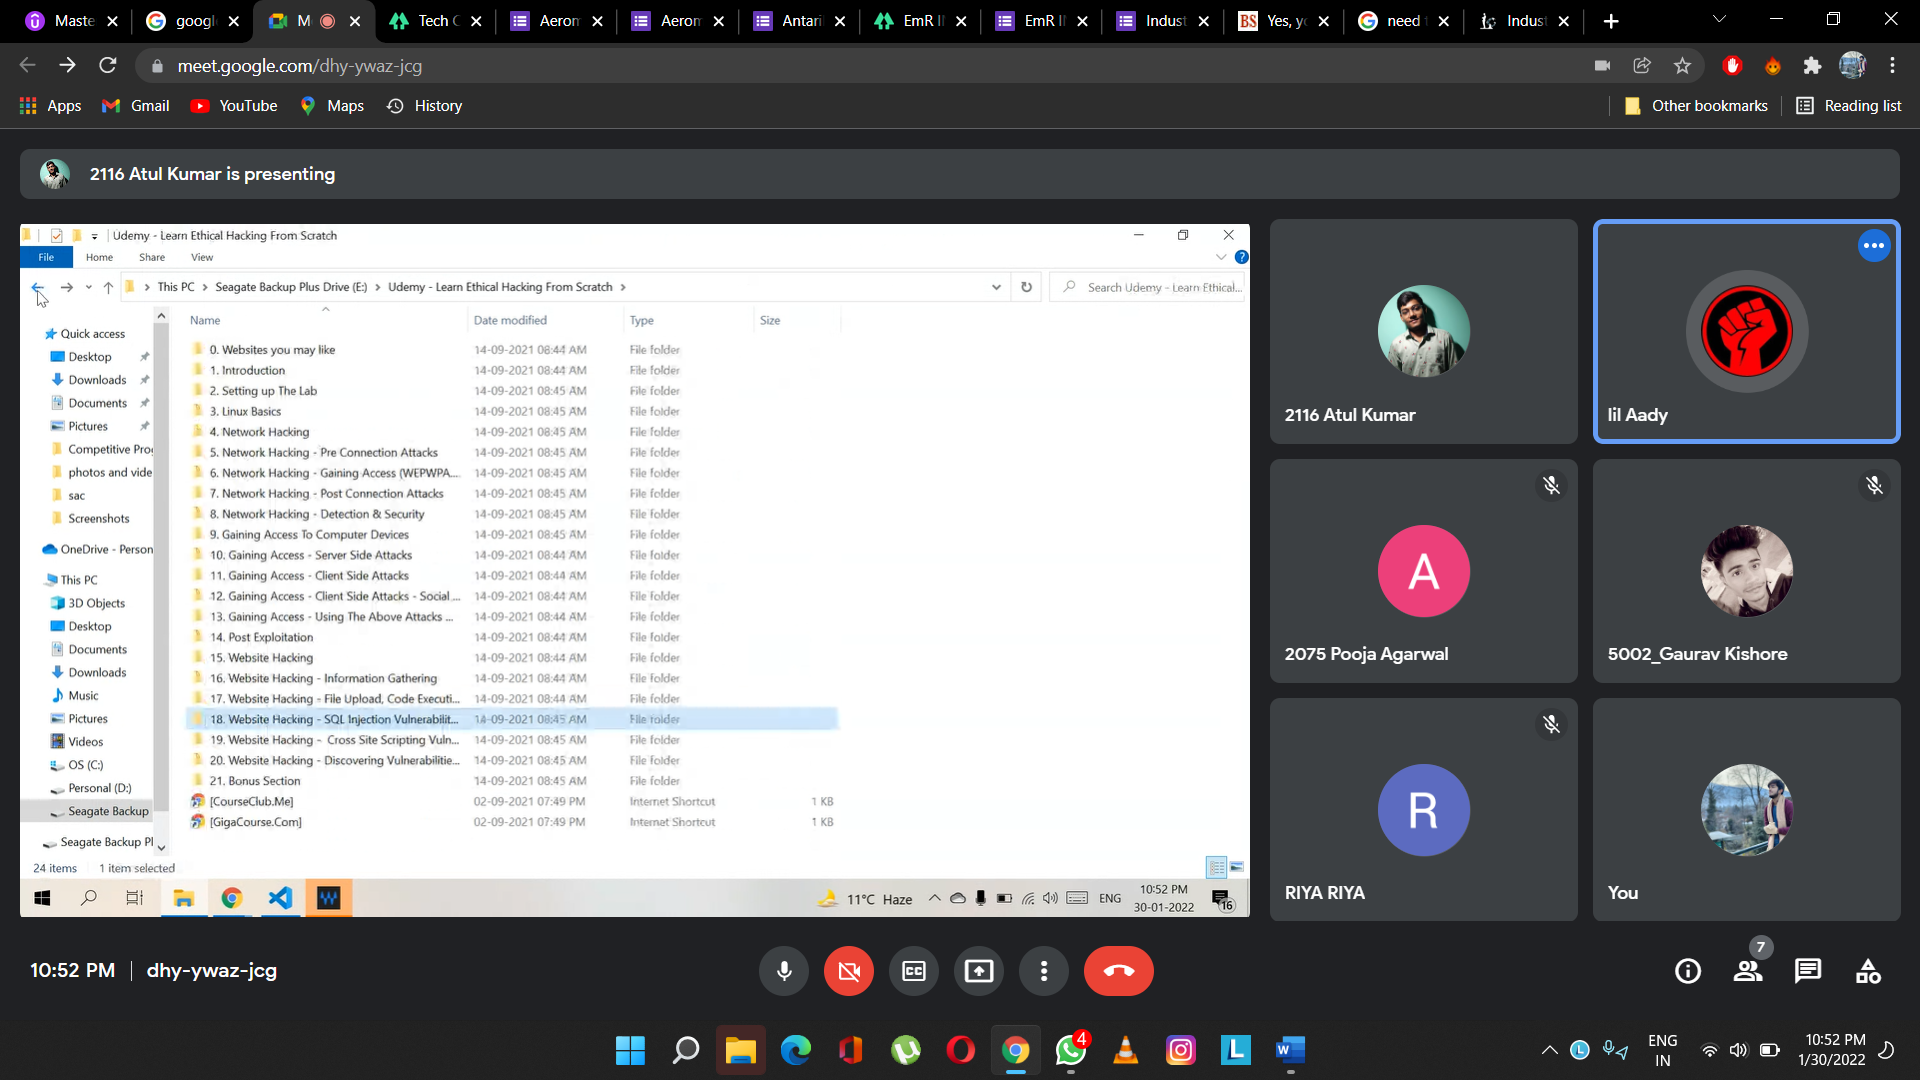 Maste
googl
M
Tech C
Aerom
Aerom
Antari
EmR I
EmR I
Indust
BS Yes, y
need
Indust
meet.google.com/dhy-ywaz-jcg
Apps Gmail YouTube Maps History Other bookmarks Reading list
2116 Atul Kumar is presenting
Udemy - Learn Ethical Hacking From Scratch
File Home Share View
This PC > Seagate Backup Plus Drive (E:) > Udemy - Learn Ethical Hacking From Scratch >
Search Udemy - Learn Ethical...
Name Date modified Type Size
Quick access
Desktop
Downloads
Documents
Pictures
Competitive Pro
photos and vide
sac
Screenshots
OneDrive - Person
This PC
3D Objects
Desktop
Documents
Downloads
Music
Pictures
Videos
OS (C:)
Personal (D:)
Seagate Backup
Seagate Backup Pl
0. Websites you may like 14-09-2021 08:44 AM File folder
1. Introduction 14-09-2021 08:44 AM File folder
2. Setting up The Lab 14-09-2021 08:45 AM File folder
3. Linux Basics 14-09-2021 08:45 AM File folder
4. Network Hacking 14-09-2021 08:45 AM File folder
5. Network Hacking - Pre Connection Attacks 14-09-2021 08:45 AM File folder
6. Network Hacking - Gaining Access (WEPWPA... 14-09-2021 08:45 AM File folder
7. Network Hacking - Post Connection Attacks 14-09-2021 08:45 AM File folder
8. Network Hacking - Detection & Security 14-09-2021 08:45 AM File folder
9. Gaining Access To Computer Devices 14-09-2021 08:45 AM File folder
10. Gaining Access - Server Side Attacks 14-09-2021 08:44 AM File folder
11. Gaining Access - Client Side Attacks 14-09-2021 08:44 AM File folder
12. Gaining Access - Client Side Attacks - Social ... 14-09-2021 08:44 AM File folder
13. Gaining Access - Using The Above Attacks ... 14-09-2021 08:44 AM File folder
14. Post Exploitation 14-09-2021 08:44 AM File folder
15. Website Hacking 14-09-2021 08:44 AM File folder
16. Website Hacking - Information Gathering 14-09-2021 08:44 AM File folder
17. Website Hacking - File Upload, Code Executi... 14-09-2021 08:44 AM File folder
18. Website Hacking - SQL Injection Vulnerabilit... 14-09-2021 08:45 AM File folder
19. Website Hacking - Cross Site Scripting Vuln... 14-09-2021 08:45 AM File folder
20. Website Hacking - Discovering Vulnerabilitie... 14-09-2021 08:45 AM File folder
21. Bonus Section 14-09-2021 08:45 AM File folder
[CourseClub.Me] 02-09-2021 07:49 PM Internet Shortcut 1 KB
[GigaCourse.Com] 02-09-2021 07:49 PM Internet Shortcut 1 KB
24 items 1 item selected
11°C Haze ENG 10:52 PM
30-01-2022
16
2116 Atul Kumar
lil Aady
A
2075 Pooja Agarwal
5002_Gaurav Kishore
R
RIYA RIYA
You
10:52 PM | dhy-ywaz-jcg
CC
7
4
L
W
ENG
IN
10:52 PM
1/30/2022